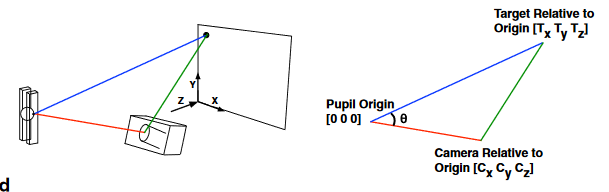 Target Relative to
Origin [Tx Ty Tz]
Y
Z
X
Pupil Origin
[0 0 0]
θ
Camera Relative to
Origin [Cx Cy Cz]
d